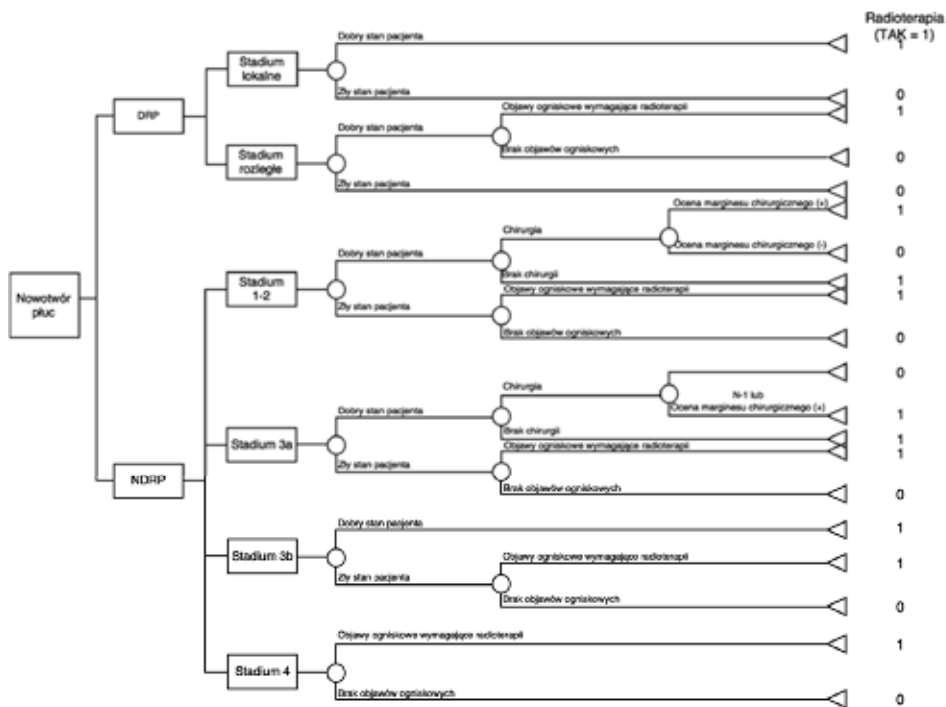 Radioterapia
(TAK = 1)
Dobry stan pacjenta
1
Stadium
lokalne
Zły stan pacjenta
0
Objawy ogniskowe wymagające radioterapii
1
DRP
Dobry stan pacjenta
Brak objawów ogniskowych
0
Stadium
rozległe
Zły stan pacjenta
0
Ocena marginesu chirurgicznego (+)
1
Chirurgia
Ocena marginesu chirurgicznego (-)
0
Dobry stan pacjenta
Brak chirurgii
1
Stadium
1-2
Objawy ogniskowe wymagające radioterapii
1
Zły stan pacjenta
Brak objawów ogniskowych
0
Nowotwór
płuc
0
Chirurgia
N-1 lub
Ocena marginesu chirurgicznego (+)
1
Dobry stan pacjenta
Brak chirurgii
1
Stadium 3a
Objawy ogniskowe wymagające radioterapii
1
Zły stan pacjenta
Brak objawów ogniskowych
0
NDRP
Dobry stan pacjenta
1
Stadium 3b
Objawy ogniskowe wymagające radioterapii
1
Zły stan pacjenta
Brak objawów ogniskowych
0
Objawy ogniskowe wymagające radioterapii
1
Stadium 4
Brak objawów ogniskowych
0